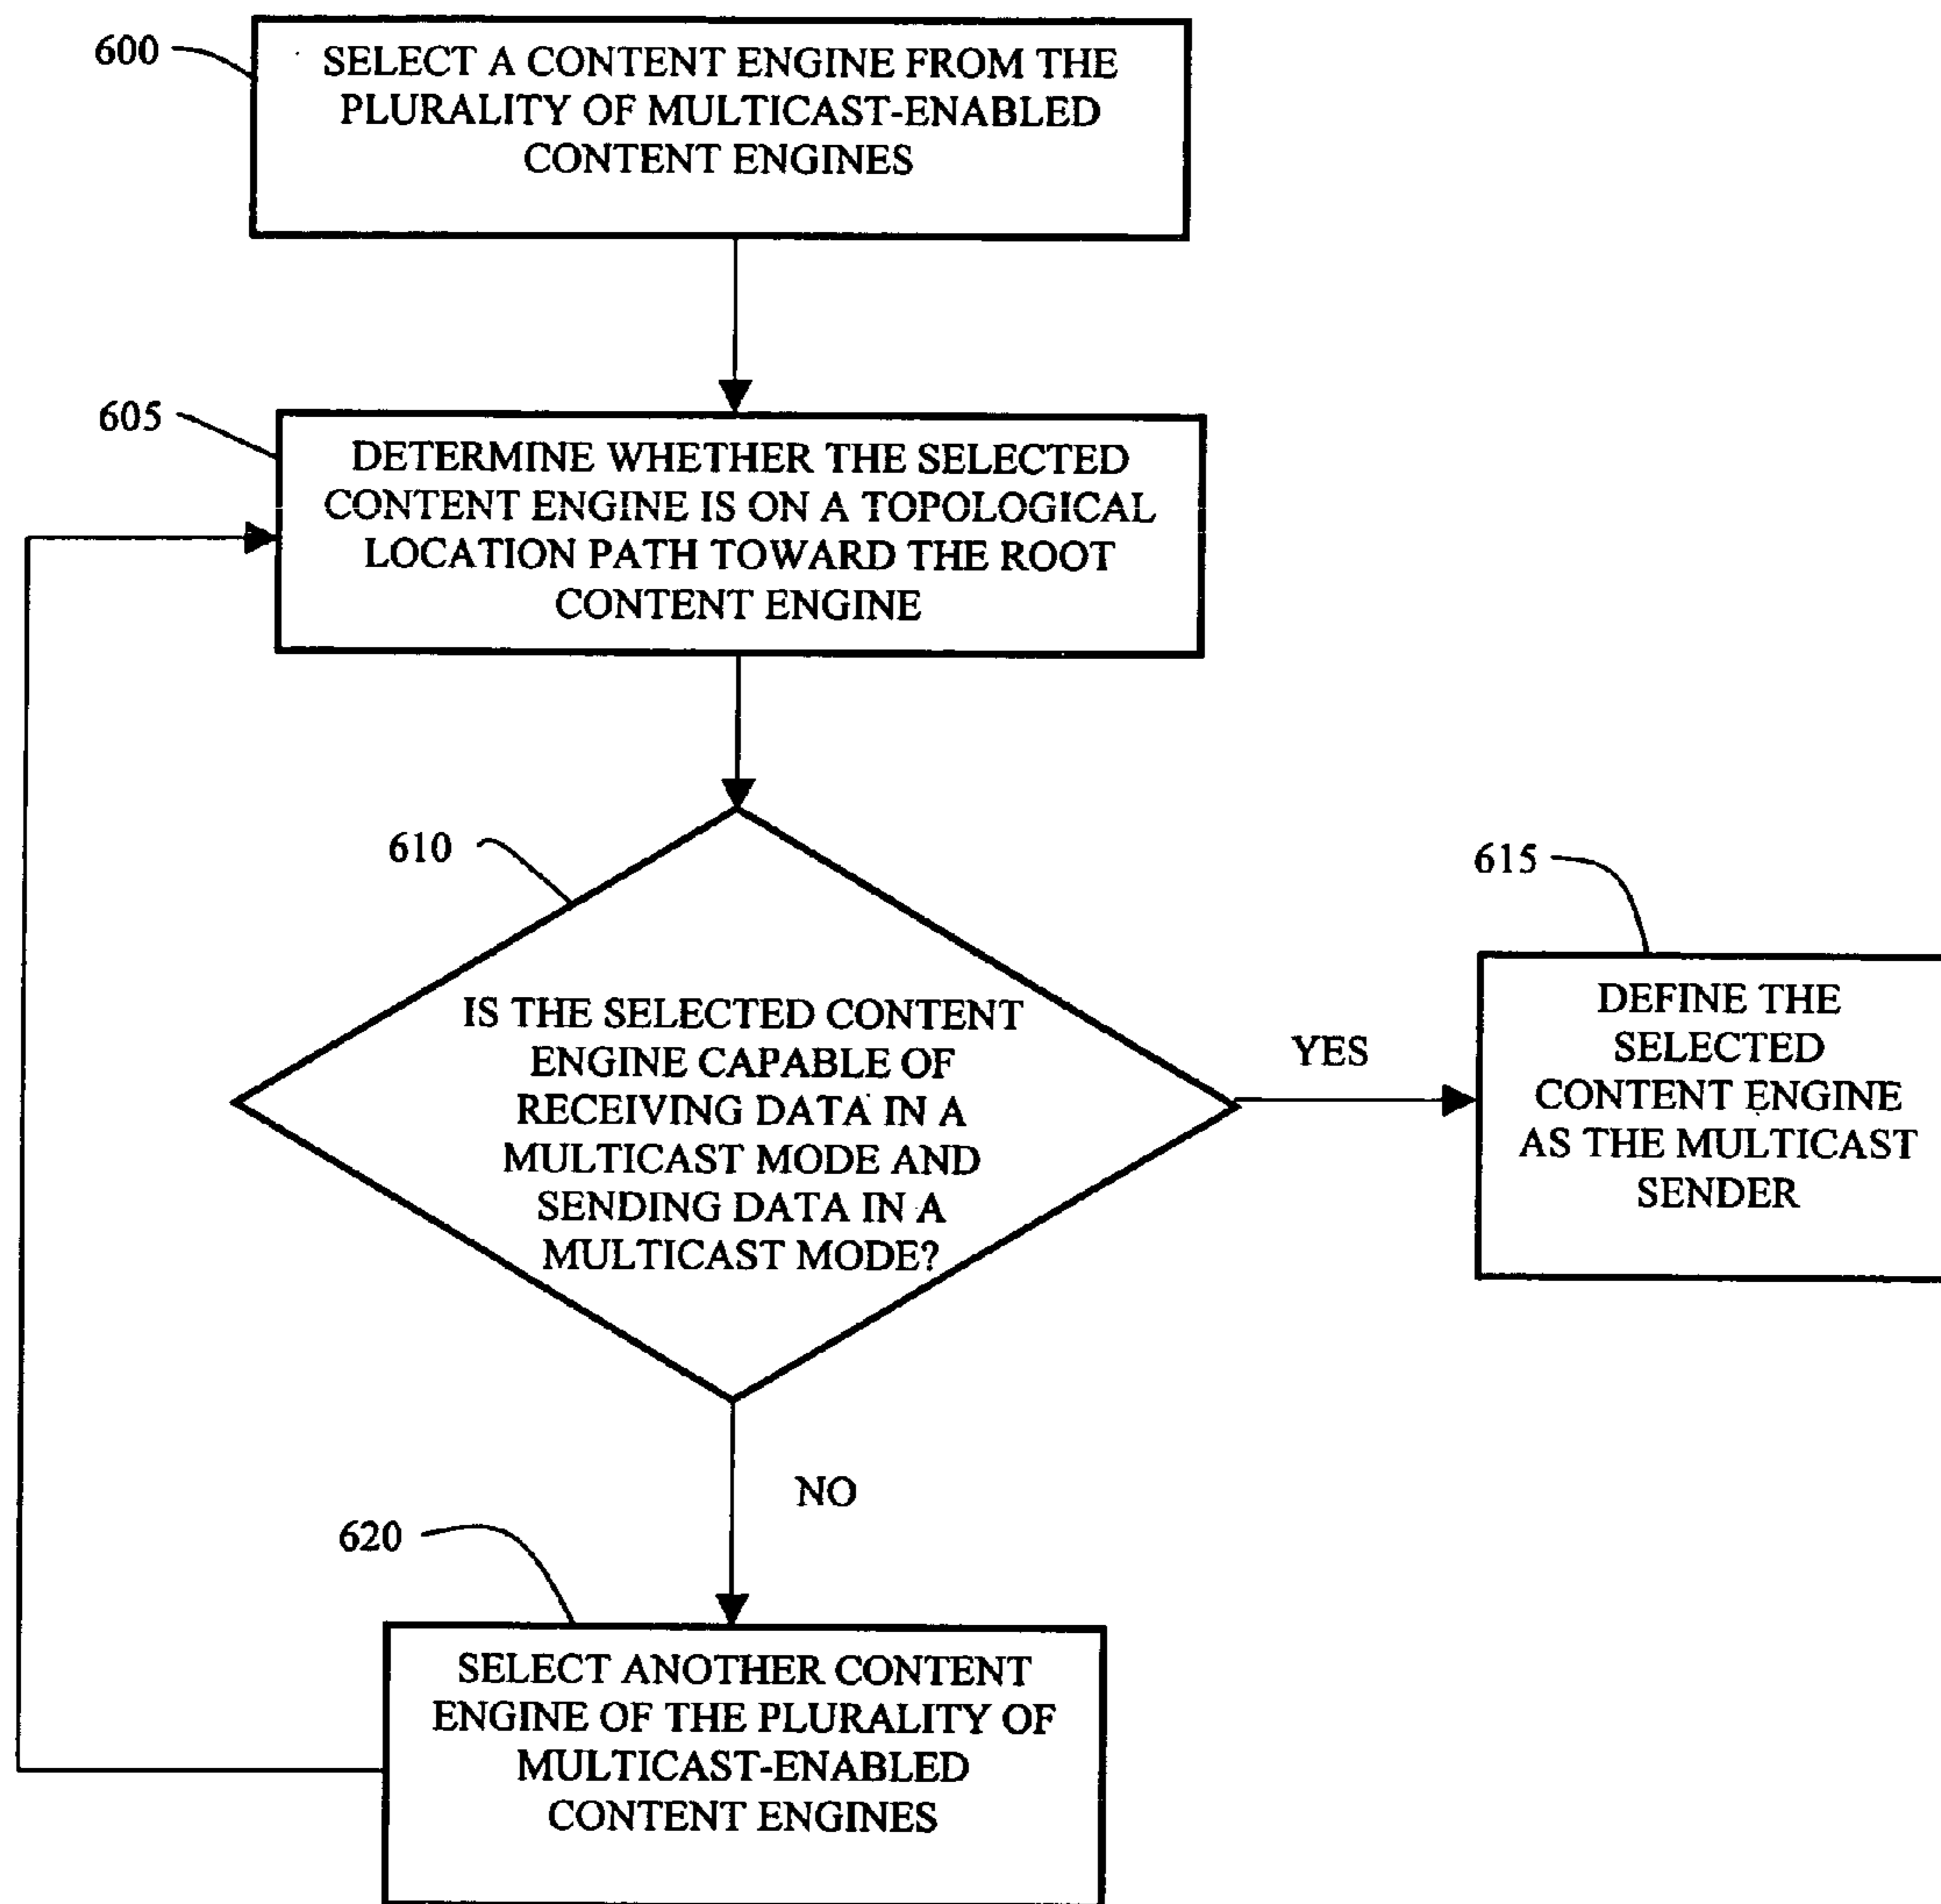 600
SELECT A CONTENT ENGINE FROM THE
PLURALITY OF MULTICAST-ENABLED
CONTENT ENGINES
605
DETERMINE WHETHER THE SELECTED
CONTENT ENGINE IS ON A TOPOLOGICAL
LOCATION PATH TOWARD THE ROOT
CONTENT ENGINE
610
IS THE SELECTED CONTENT
ENGINE CAPABLE OF
RECEIVING DATA IN A
MULTICAST MODE AND
SENDING DATA IN A
MULTICAST MODE?
YES
615
DEFINE THE
SELECTED
CONTENT ENGINE
AS THE MULTICAST
SENDER
NO
620
SELECT ANOTHER CONTENT
ENGINE OF THE PLURALITY OF
MULTICAST-ENABLED
CONTENT ENGINES